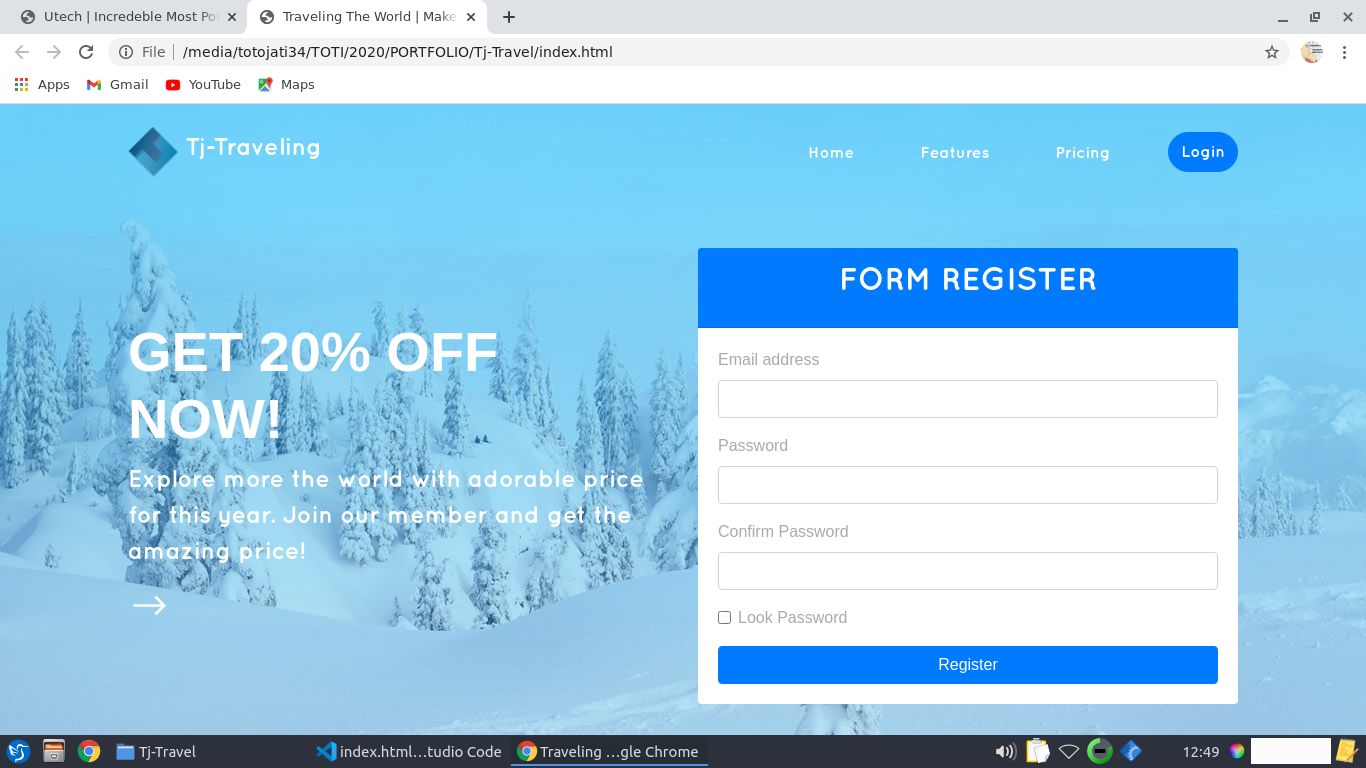 Utech | Incredeble Most Po
Traveling The World | Make
File
/media/totojati34/TOTI/2020/PORTFOLIO/Tj-Travel/index.html
Apps
Gmail
YouTube
Maps
Tj-Traveling
Home
Features
Pricing
Login
GET 20% OFF
NOW!
Explore more the world with adorable price
for this year. Join our member and get the
amazing price!
FORM REGISTER
Email address
Password
Confirm Password
Look Password
Register
Tj-Travel
index.html...tudio Code
Traveling ...gle Chrome
12:49